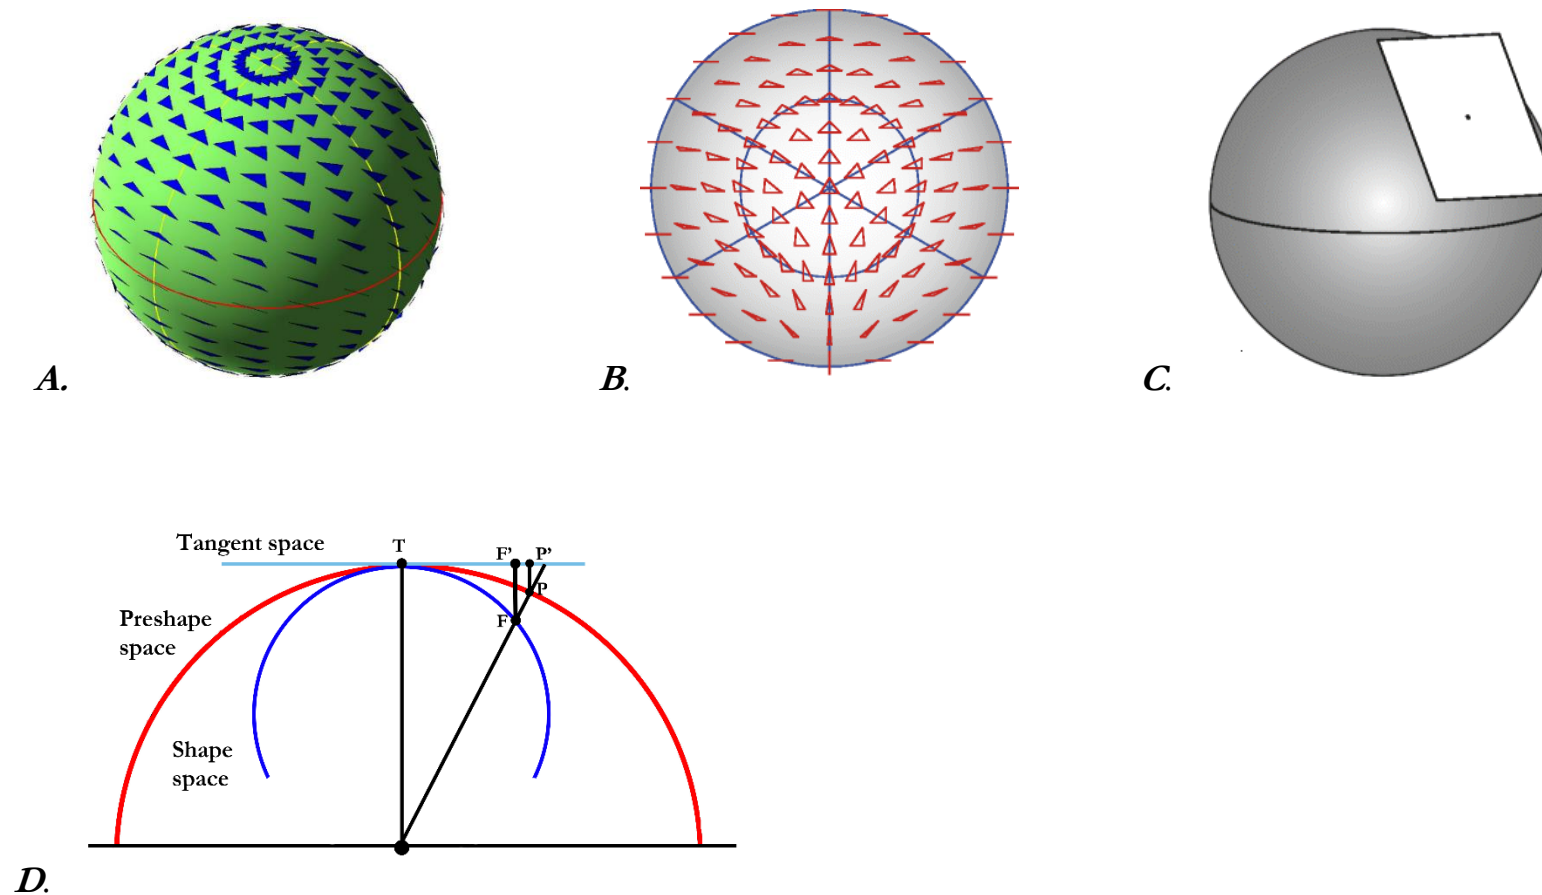 A.
B.
C.
Tangent space
T
F'
P'
Preshape
space
P
F
Shape
space
D.